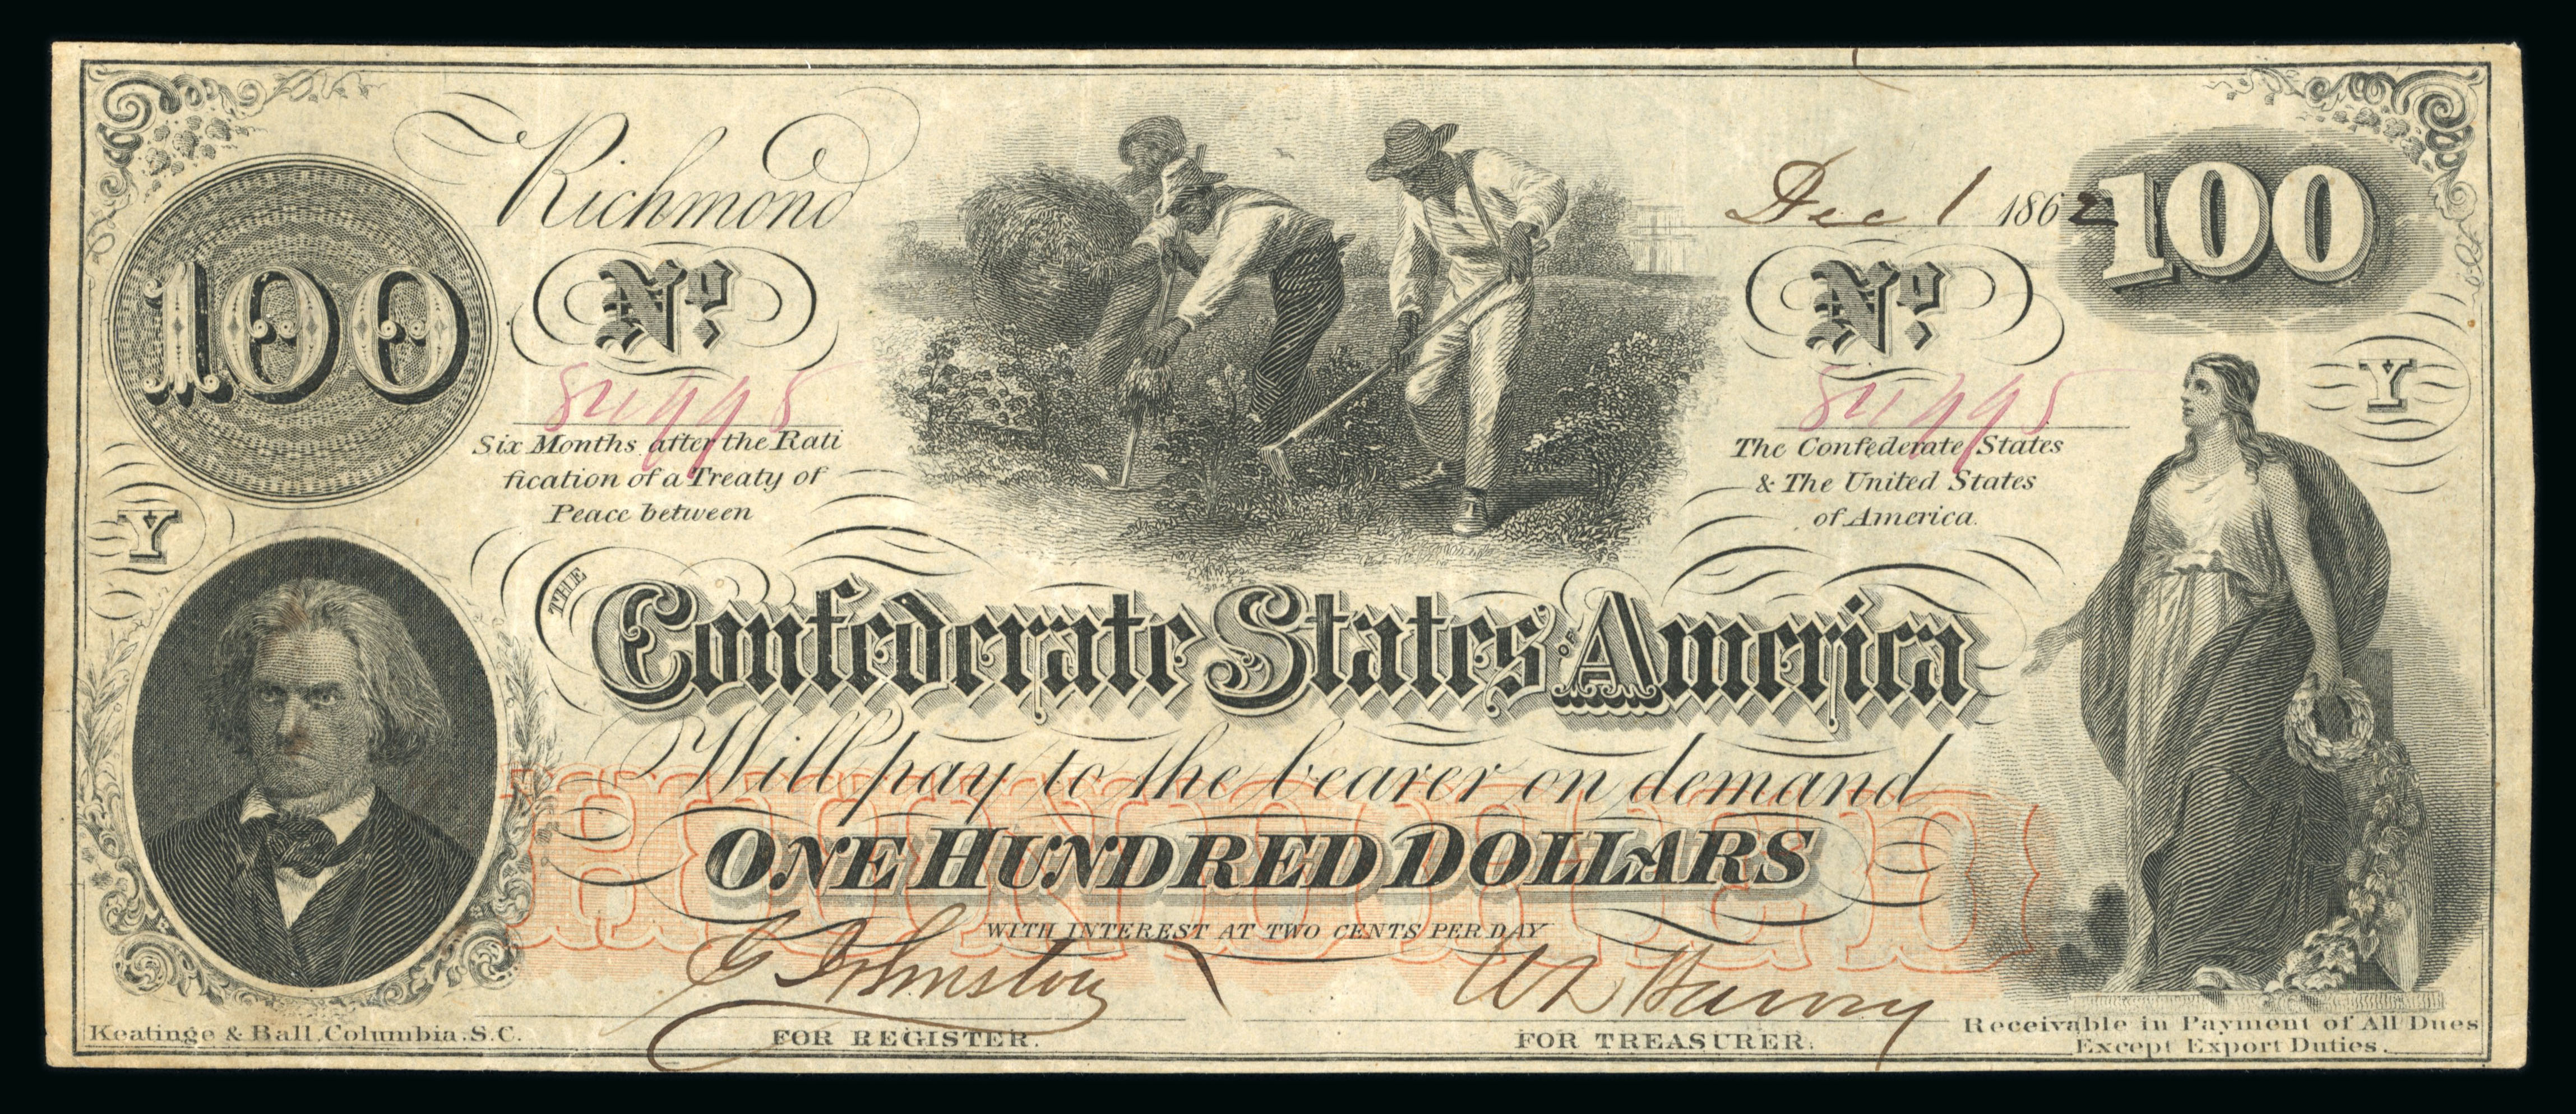 Richmond
Dec 1 1862
100
100
No.
No.
Six Months after the Rati
fication of a Treaty of
Peace between
The Confederate States
& The United States
of America.
Y
Y
THE Confederate States OF America
Will pay to the bearer on demand
HUNDRED
ONE HUNDRED DOLLARS
WITH INTEREST AT TWO CENTS PER DAY
FOR REGISTER.
FOR TREASURER.
Keatinge & Ball, Columbia, S.C.
Receivable in Payment of All Dues
Except Export Duties.